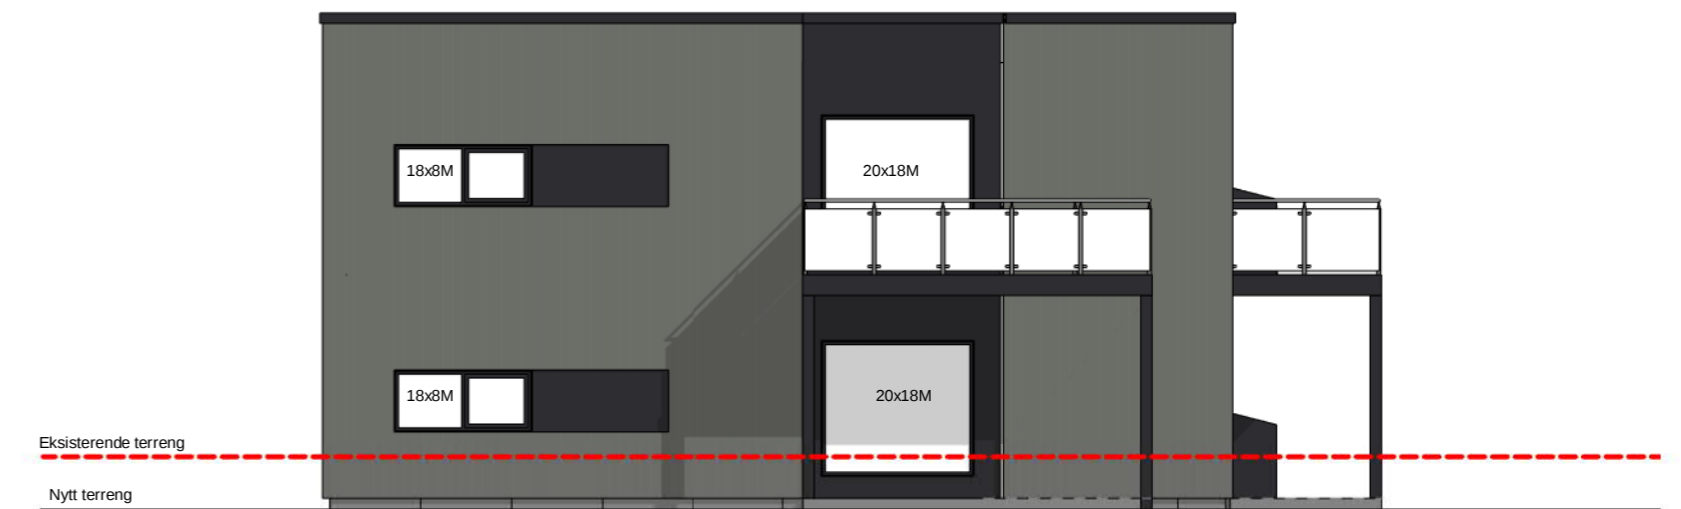 18x8M
20x18M
18x8M
20x18M
Eksisterende terreng
Nytt terreng